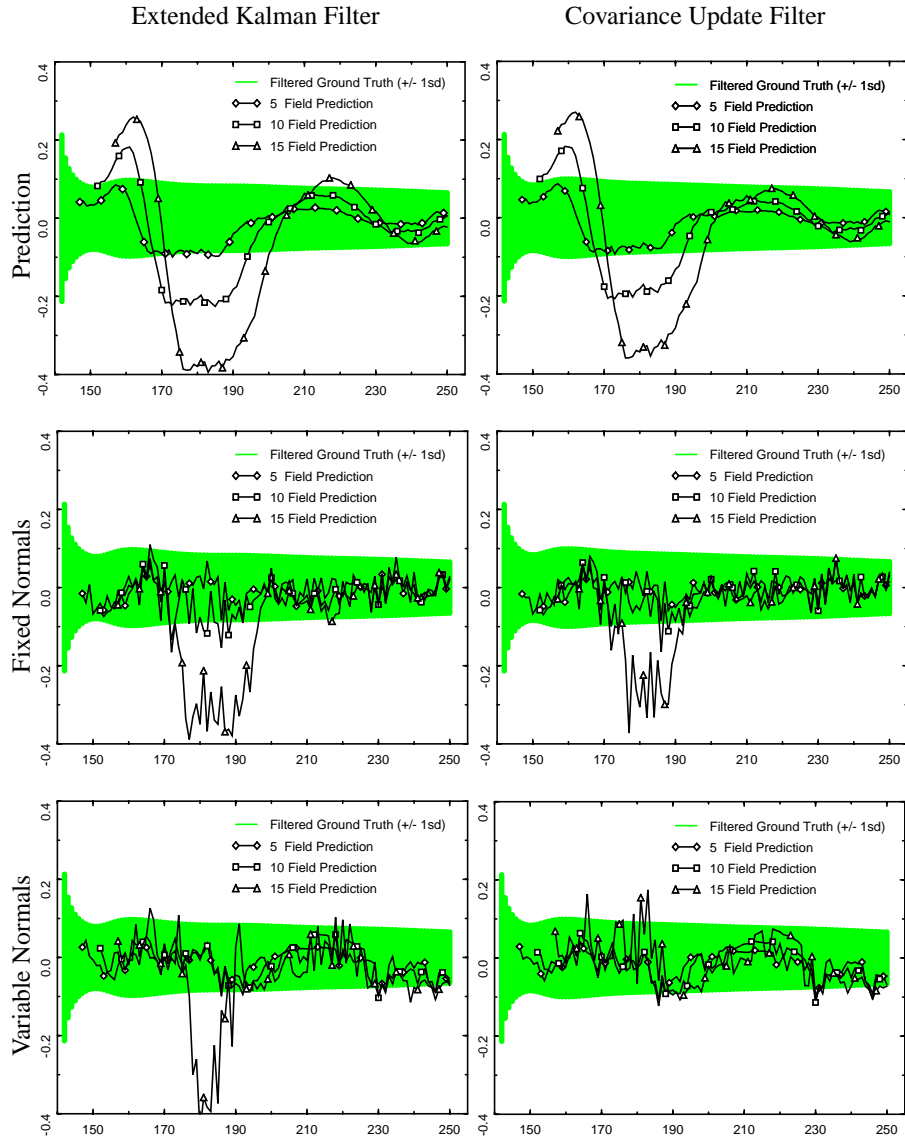 Extended Kalman Filter
Covariance Update Filter
Prediction
0.4
0.2
0.0
-0.2
-0.4
Filtered Ground Truth (+/- 1sd)
5 Field Prediction
10 Field Prediction
15 Field Prediction
150 170 190 210 230 250
0.4
0.2
0.0
-0.2
-0.4
Filtered Ground Truth (+/- 1sd)
5 Field Prediction
10 Field Prediction
15 Field Prediction
150 170 190 210 230 250
Fixed Normals
0.4
0.2
0.0
-0.2
-0.4
Filtered Ground Truth (+/- 1sd)
5 Field Prediction
10 Field Prediction
15 Field Prediction
150 170 190 210 230 250
0.4
0.2
0.0
-0.2
-0.4
Filtered Ground Truth (+/- 1sd)
5 Field Prediction
10 Field Prediction
15 Field Prediction
150 170 190 210 230 250
Variable Normals
0.4
0.2
0.0
-0.2
-0.4
Filtered Ground Truth (+/- 1sd)
5 Field Prediction
10 Field Prediction
15 Field Prediction
150 170 190 210 230 250
0.4
0.2
0.0
-0.2
-0.4
Filtered Ground Truth (+/- 1sd)
5 Field Prediction
10 Field Prediction
15 Field Prediction
150 170 190 210 230 250